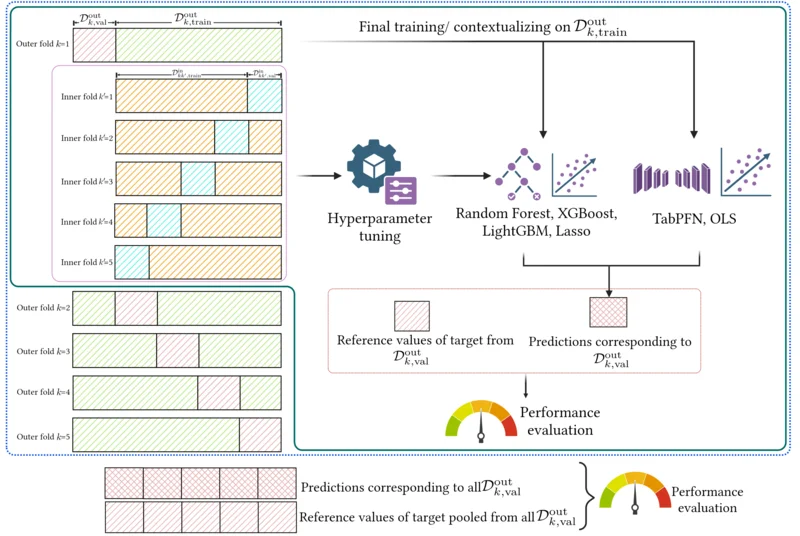 𝒟^out_k,val 𝒟^out_k,train
Outer fold k=1
Final training/ contextualizing on 𝒟^out_k,train
𝒟^in_kk′,train 𝒟^in_kk′,val
Inner fold k′=1
Inner fold k′=2
Inner fold k′=3
Inner fold k′=4
Inner fold k′=5
Hyperparameter
tuning
Random Forest, XGBoost,
LightGBM, Lasso
TabPFN, OLS
Outer fold k=2
Outer fold k=3
Outer fold k=4
Outer fold k=5
Reference values of target from
𝒟^out_k,val
Predictions corresponding to
𝒟^out_k,val
Performance
evaluation
Predictions corresponding to all𝒟^out_k,val
Reference values of target pooled from all𝒟^out_k,val
Performance
evaluation